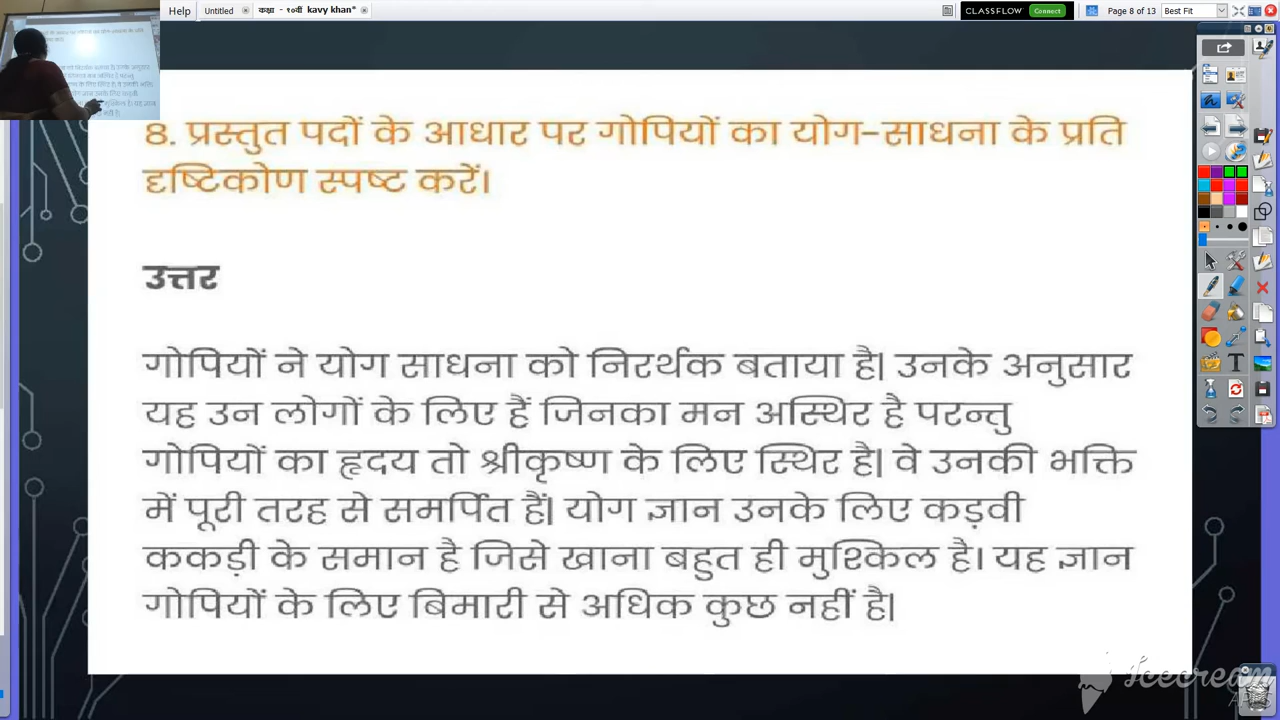 Help
Untitled
कक्षा - १०वीं kavy khan*
CLASSFLOW
Connect
Page 8 of 13
Best Fit
8. प्रस्तुत पदों के आधार पर गोपियों का योग-साधना के प्रति
दृष्टिकोण स्पष्ट करें।
उत्तर
गोपियों ने योग साधना को निरर्थक बताया है| उनके अनुसार
यह उन लोगों के लिए हैं जिनका मन अस्थिर है परन्तु
गोपियों का हृदय तो श्रीकृष्ण के लिए स्थिर है| वे उनकी भक्ति
में पूरी तरह से समर्पित हैं| योग ज्ञान उनके लिए कड़वी
ककड़ी के समान है जिसे खाना बहुत ही मुश्किल है। यह ज्ञान
गोपियों के लिए बिमारी से अधिक कुछ नहीं है|
Icecream
APPS